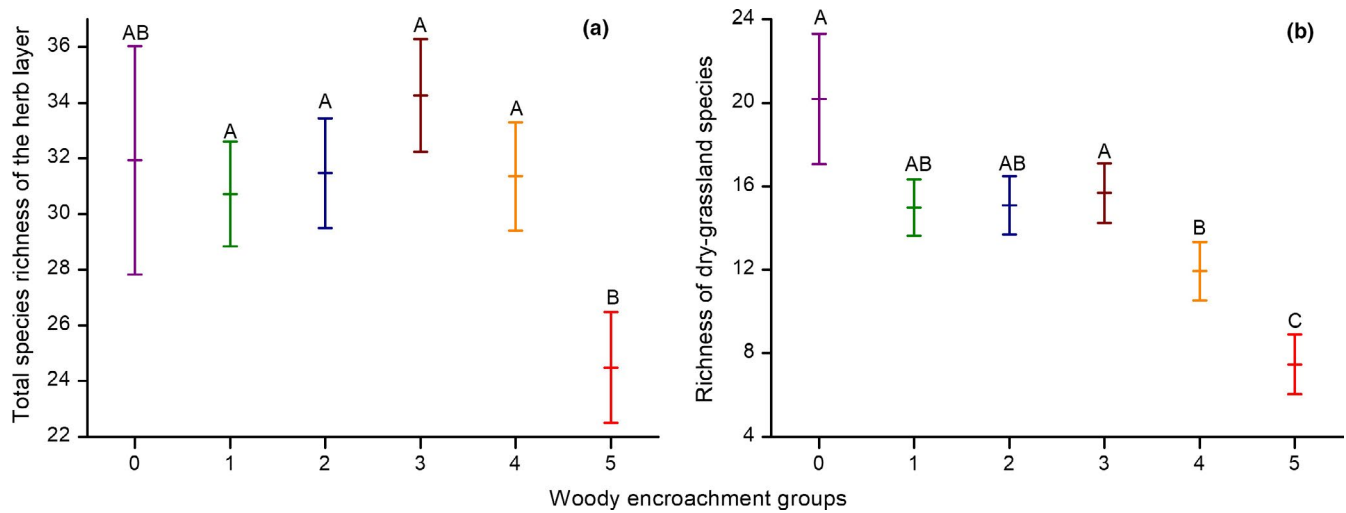 Total species richness of the herb layer
36
34
32
30
28
26
24
22
AB
A
A
A
A
B
(a)
0 1 2 3 4 5
Richness of dry-grassland species
24
20
16
12
8
4
A
AB
AB
A
B
C
(b)
0 1 2 3 4 5
Woody encroachment groups